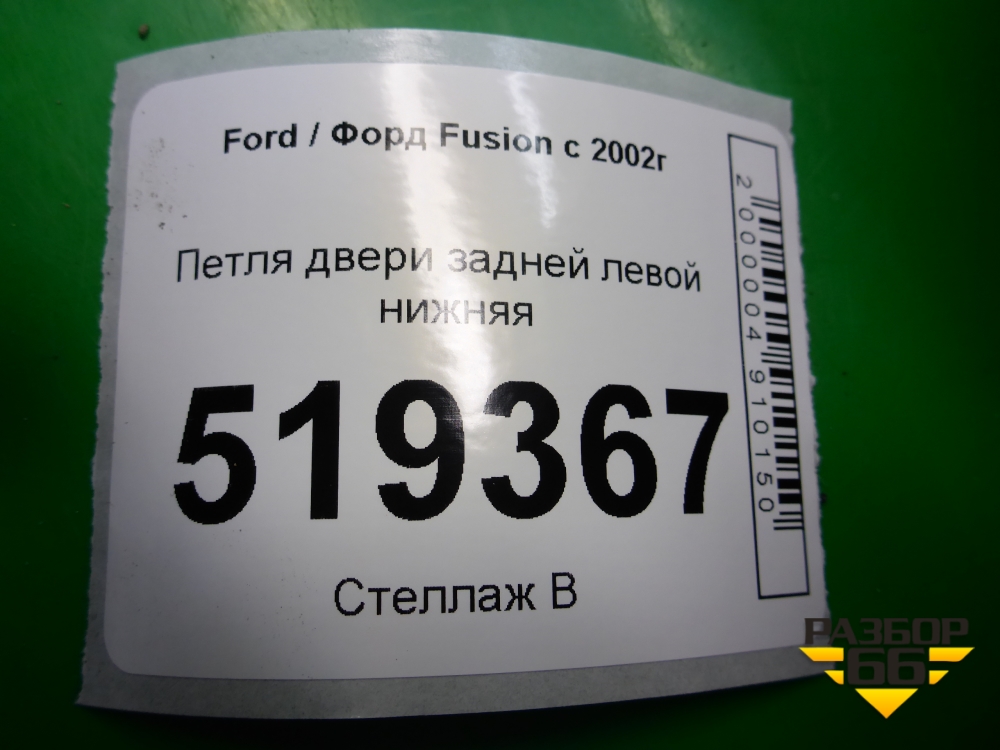 Ford / Форд Fusion с 2002г
Петля двери задней левой
нижняя
519367
Стеллаж В
2000004910150
РАЗБОР
66